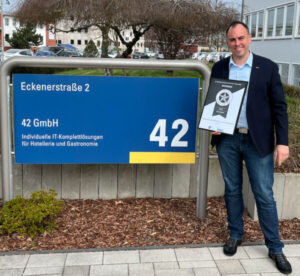 Eckenerstraße 2
42 GmbH
Individuelle IT-Komplettlösungen
für Hotellerie und Gastronomie
42